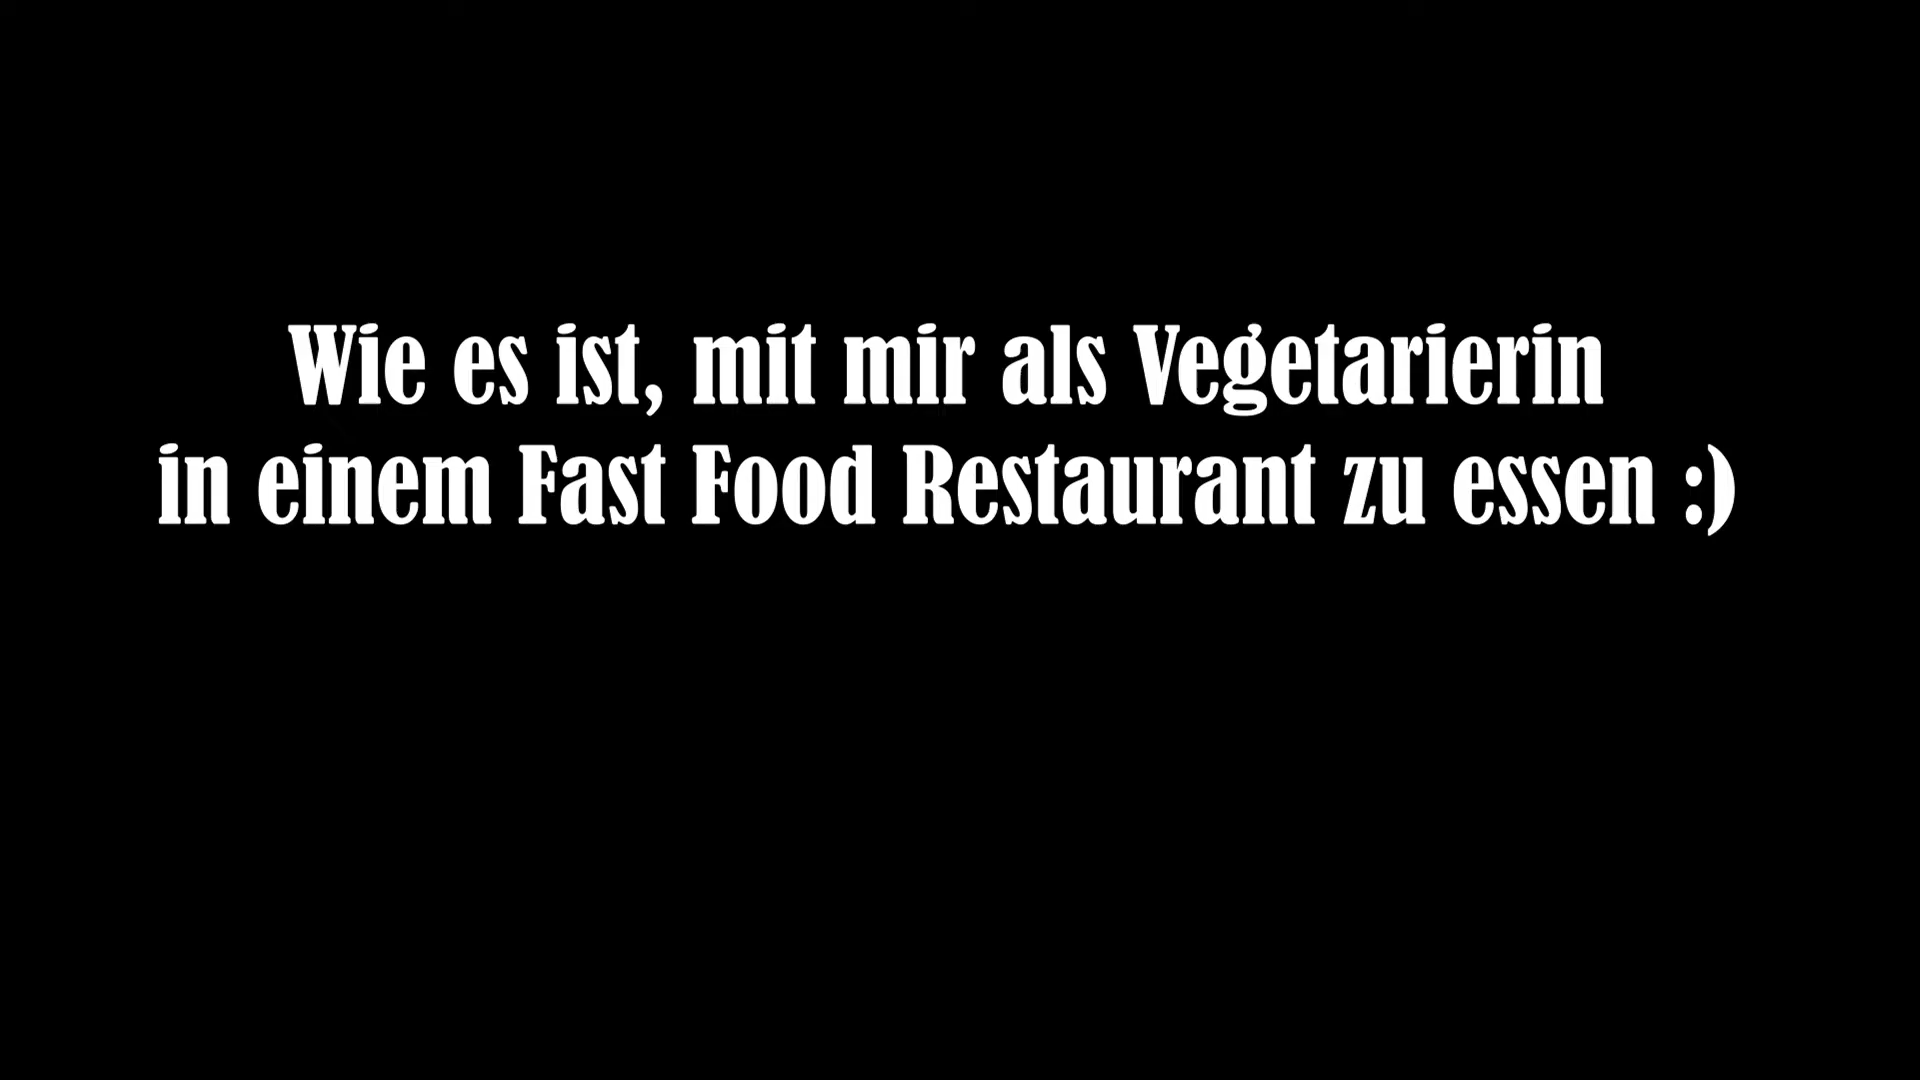 Wie es ist, mit mir als Vegetarierin
in einem Fast Food Restaurant zu essen :)